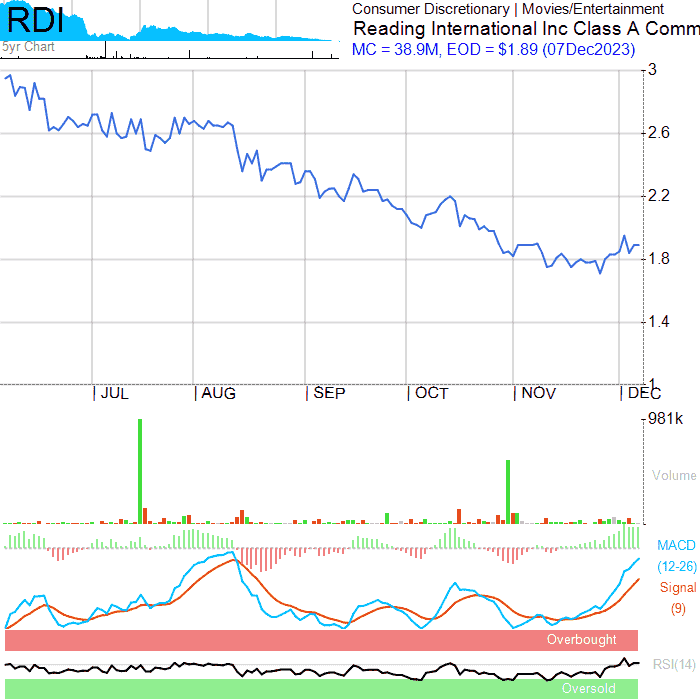 RDI
5yr Chart
Consumer Discretionary | Movies/Entertainment
Reading International Inc Class A Comm
MC = 38.9M, EOD = $1.89 (07Dec2023)
3
2.6
2.2
1.8
1.4
1
JUL AUG SEP OCT NOV DEC
981k
Volume
MACD
(12-26)
Signal
(9)
Overbought
RSI(14)
Oversold